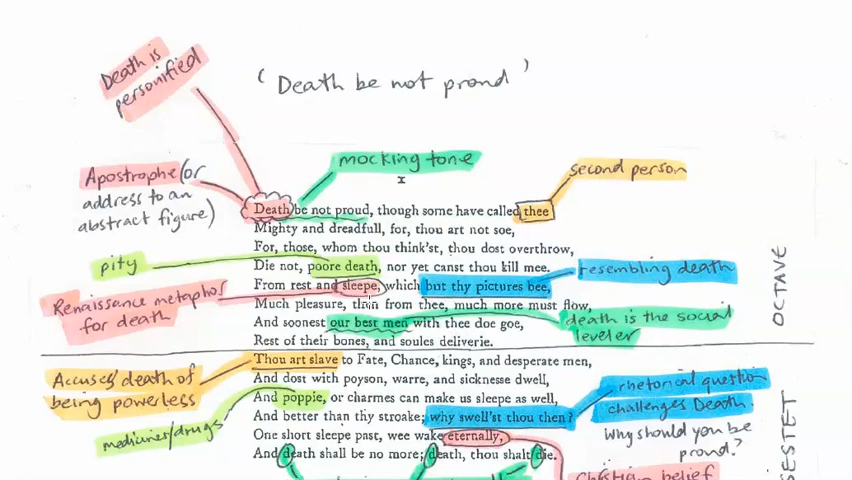 Death is
personified
' Death be not proud '
mocking tone
x
second person
Apostrophe (or
address to an
abstract figure)
Death be not proud, though some have called thee
Mighty and dreadfull, for, thou art not soe,
For, those, whom thou think'st, thou dost overthrow,
Die not, poore death, nor yet canst thou kill mee.
From rest and sleepe, which but thy pictures bee,
Much pleasure, then from thee, much more must flow,
And soonest our best men with thee doe goe,
Rest of their bones, and soules deliverie.
pity
resembling death
Renaissance metaphor
for death
death is the social
leveler
OCTAVE
Thou art slave to Fate, Chance, kings, and desperate men,
And dost with poyson, warre, and sicknesse dwell,
And poppie, or charmes can make us sleepe as well,
And better than thy stroake; why swell'st thou then?
One short sleepe past, wee wake eternally,
And death shall be no more; death, thou shalt die.
Accuses death of
being powerless
medicines/drugs
rhetorical question
challenges Death.
Why should you be
proud?
Christian belief
SESTET